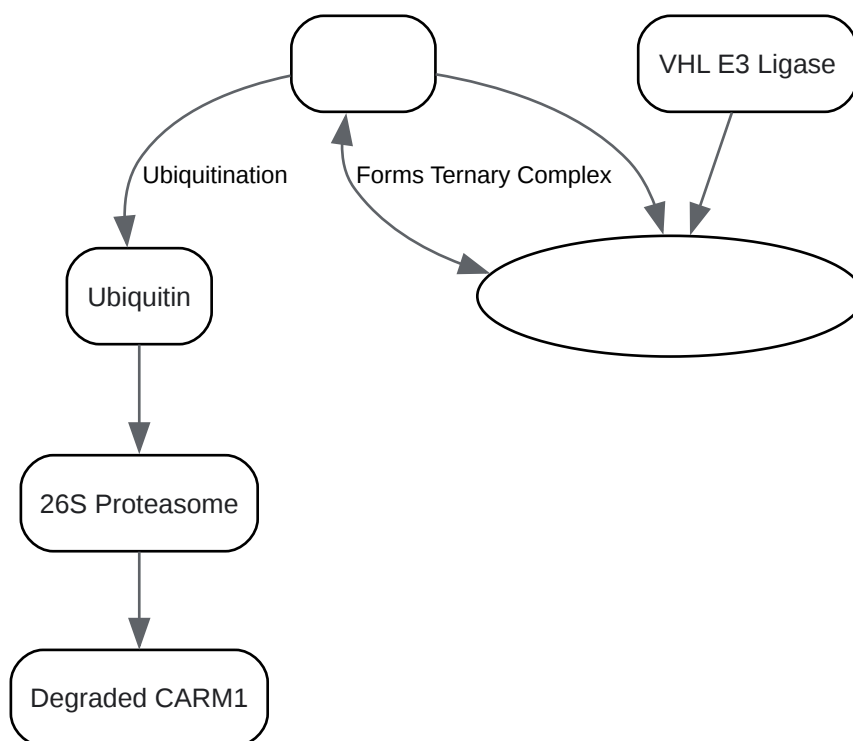 VHL E3 Ligase
Ubiquitination
Forms Ternary Complex
Ubiquitin
26S Proteasome
Degraded CARM1